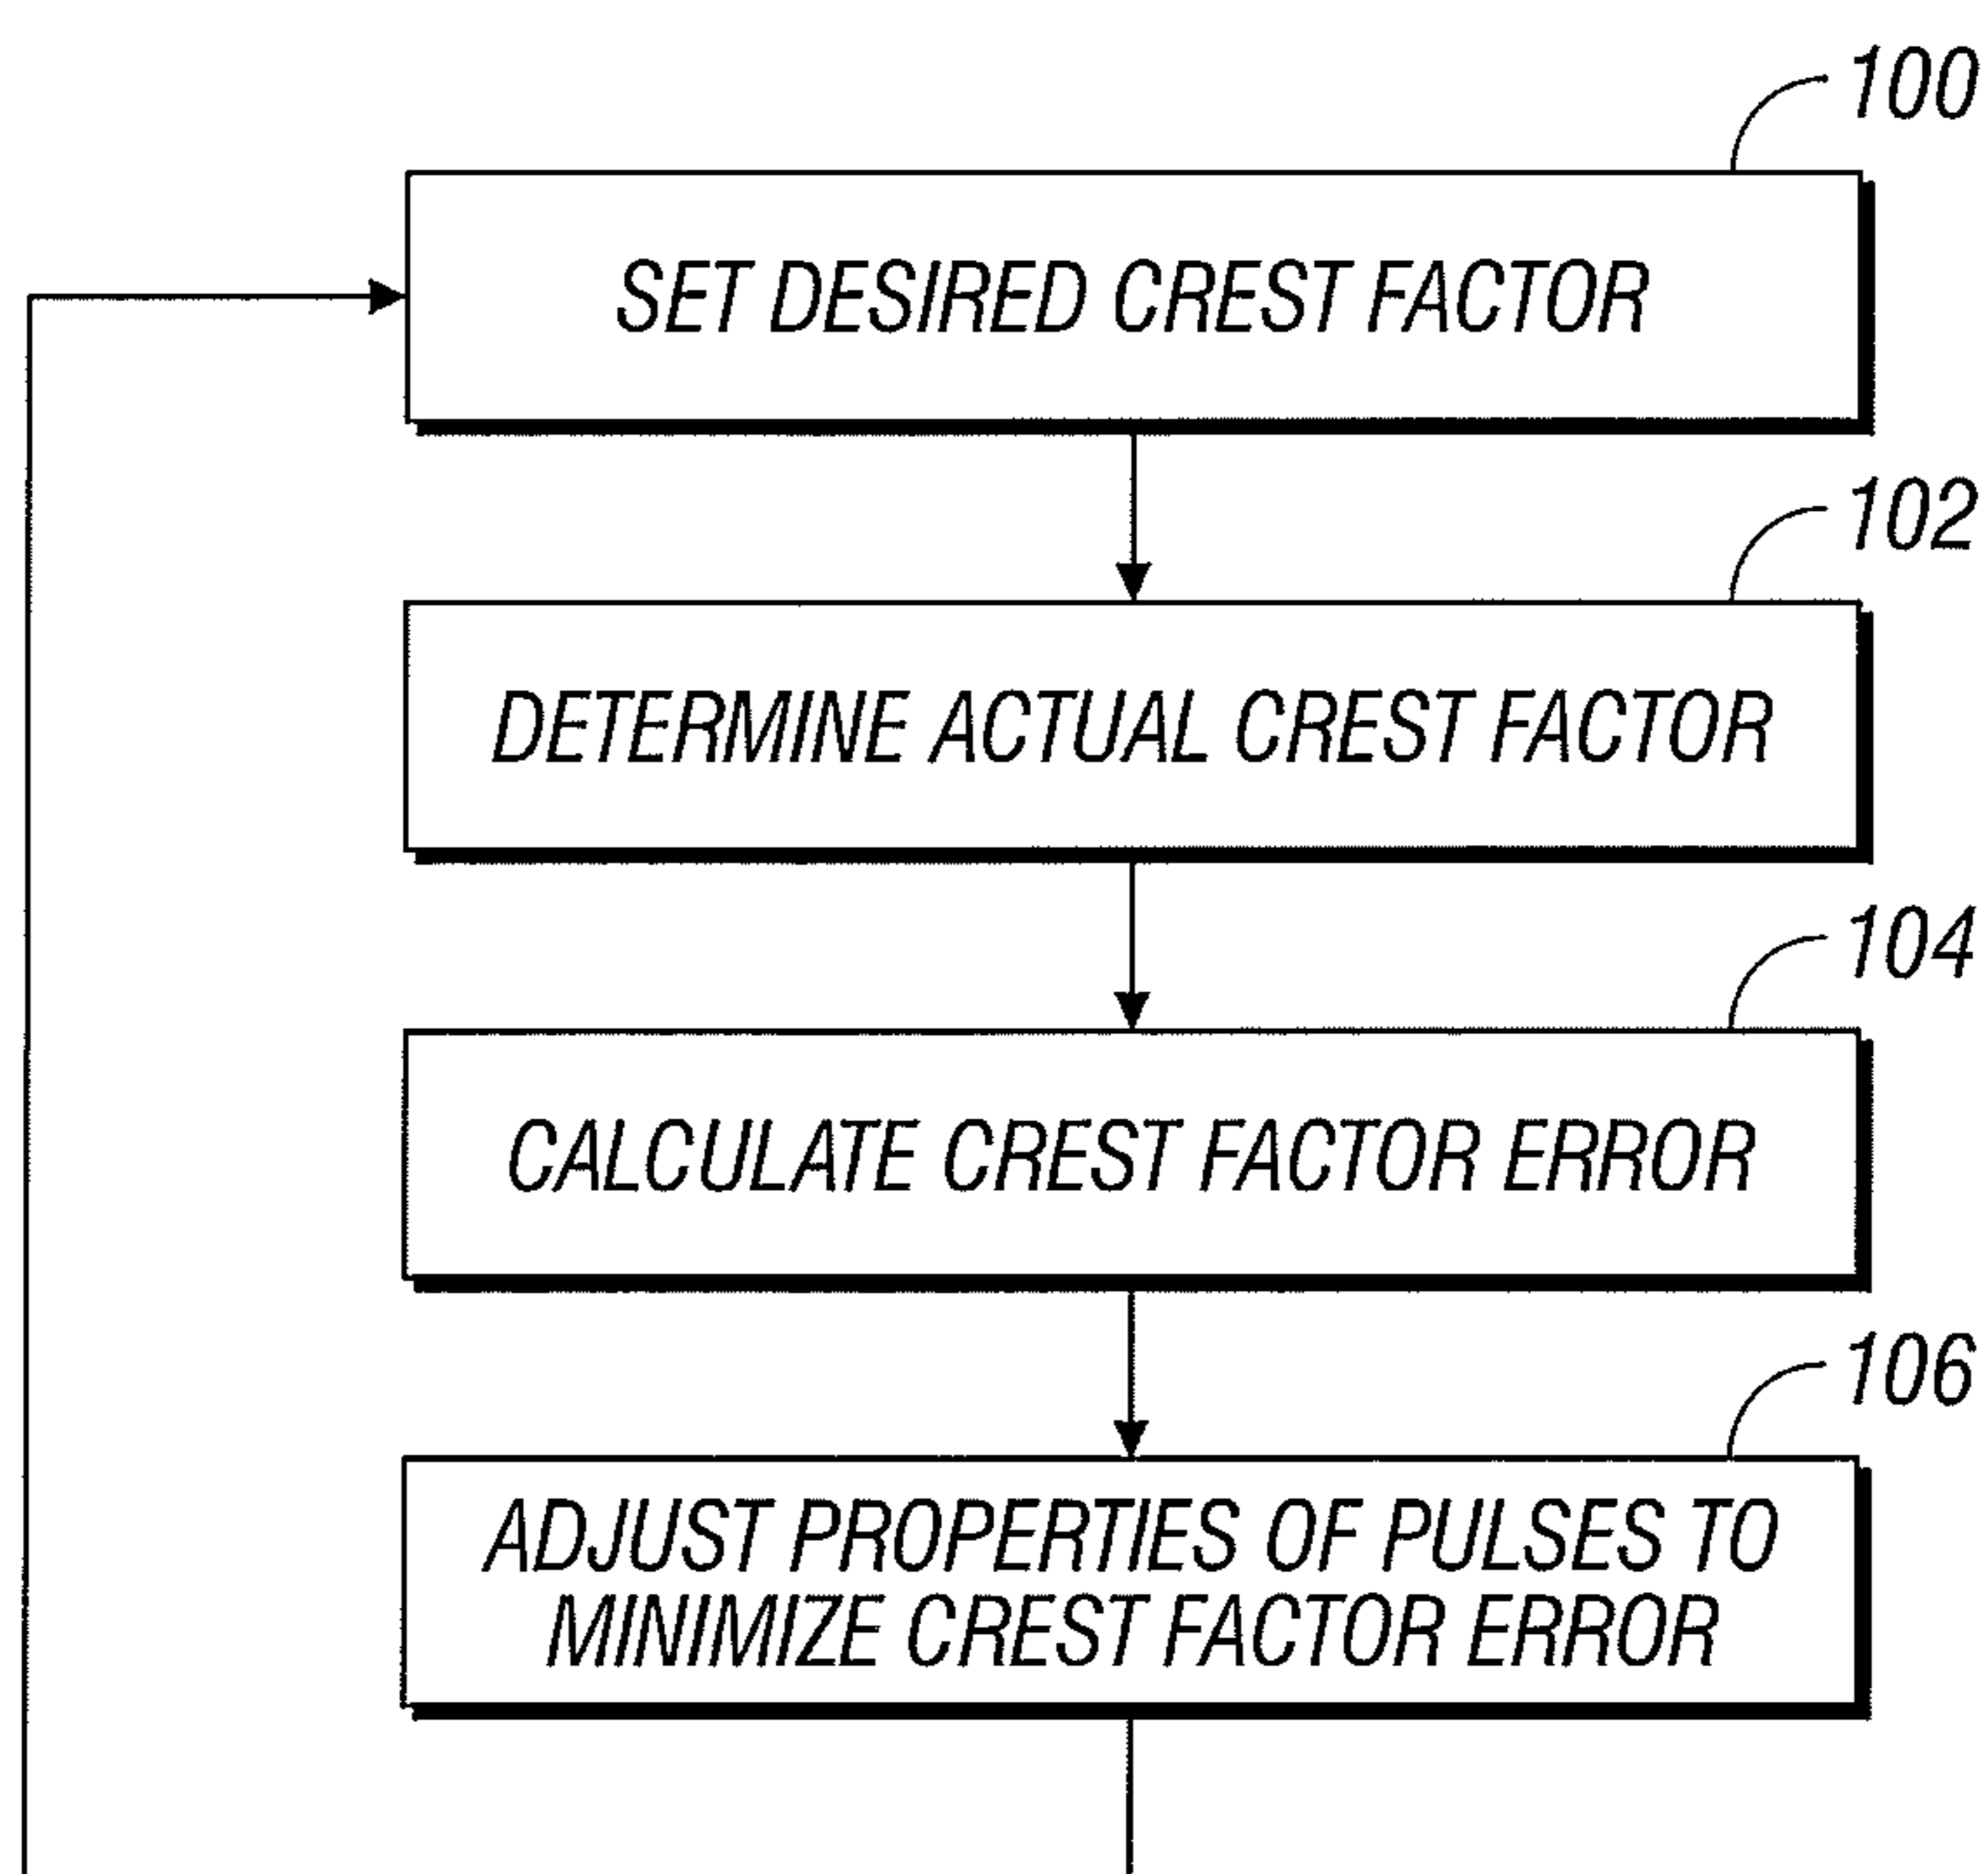 100
SET DESIRED CREST FACTOR
102
DETERMINE ACTUAL CREST FACTOR
104
CALCULATE CREST FACTOR ERROR
106
ADJUST PROPERTIES OF PULSES TO
MINIMIZE CREST FACTOR ERROR